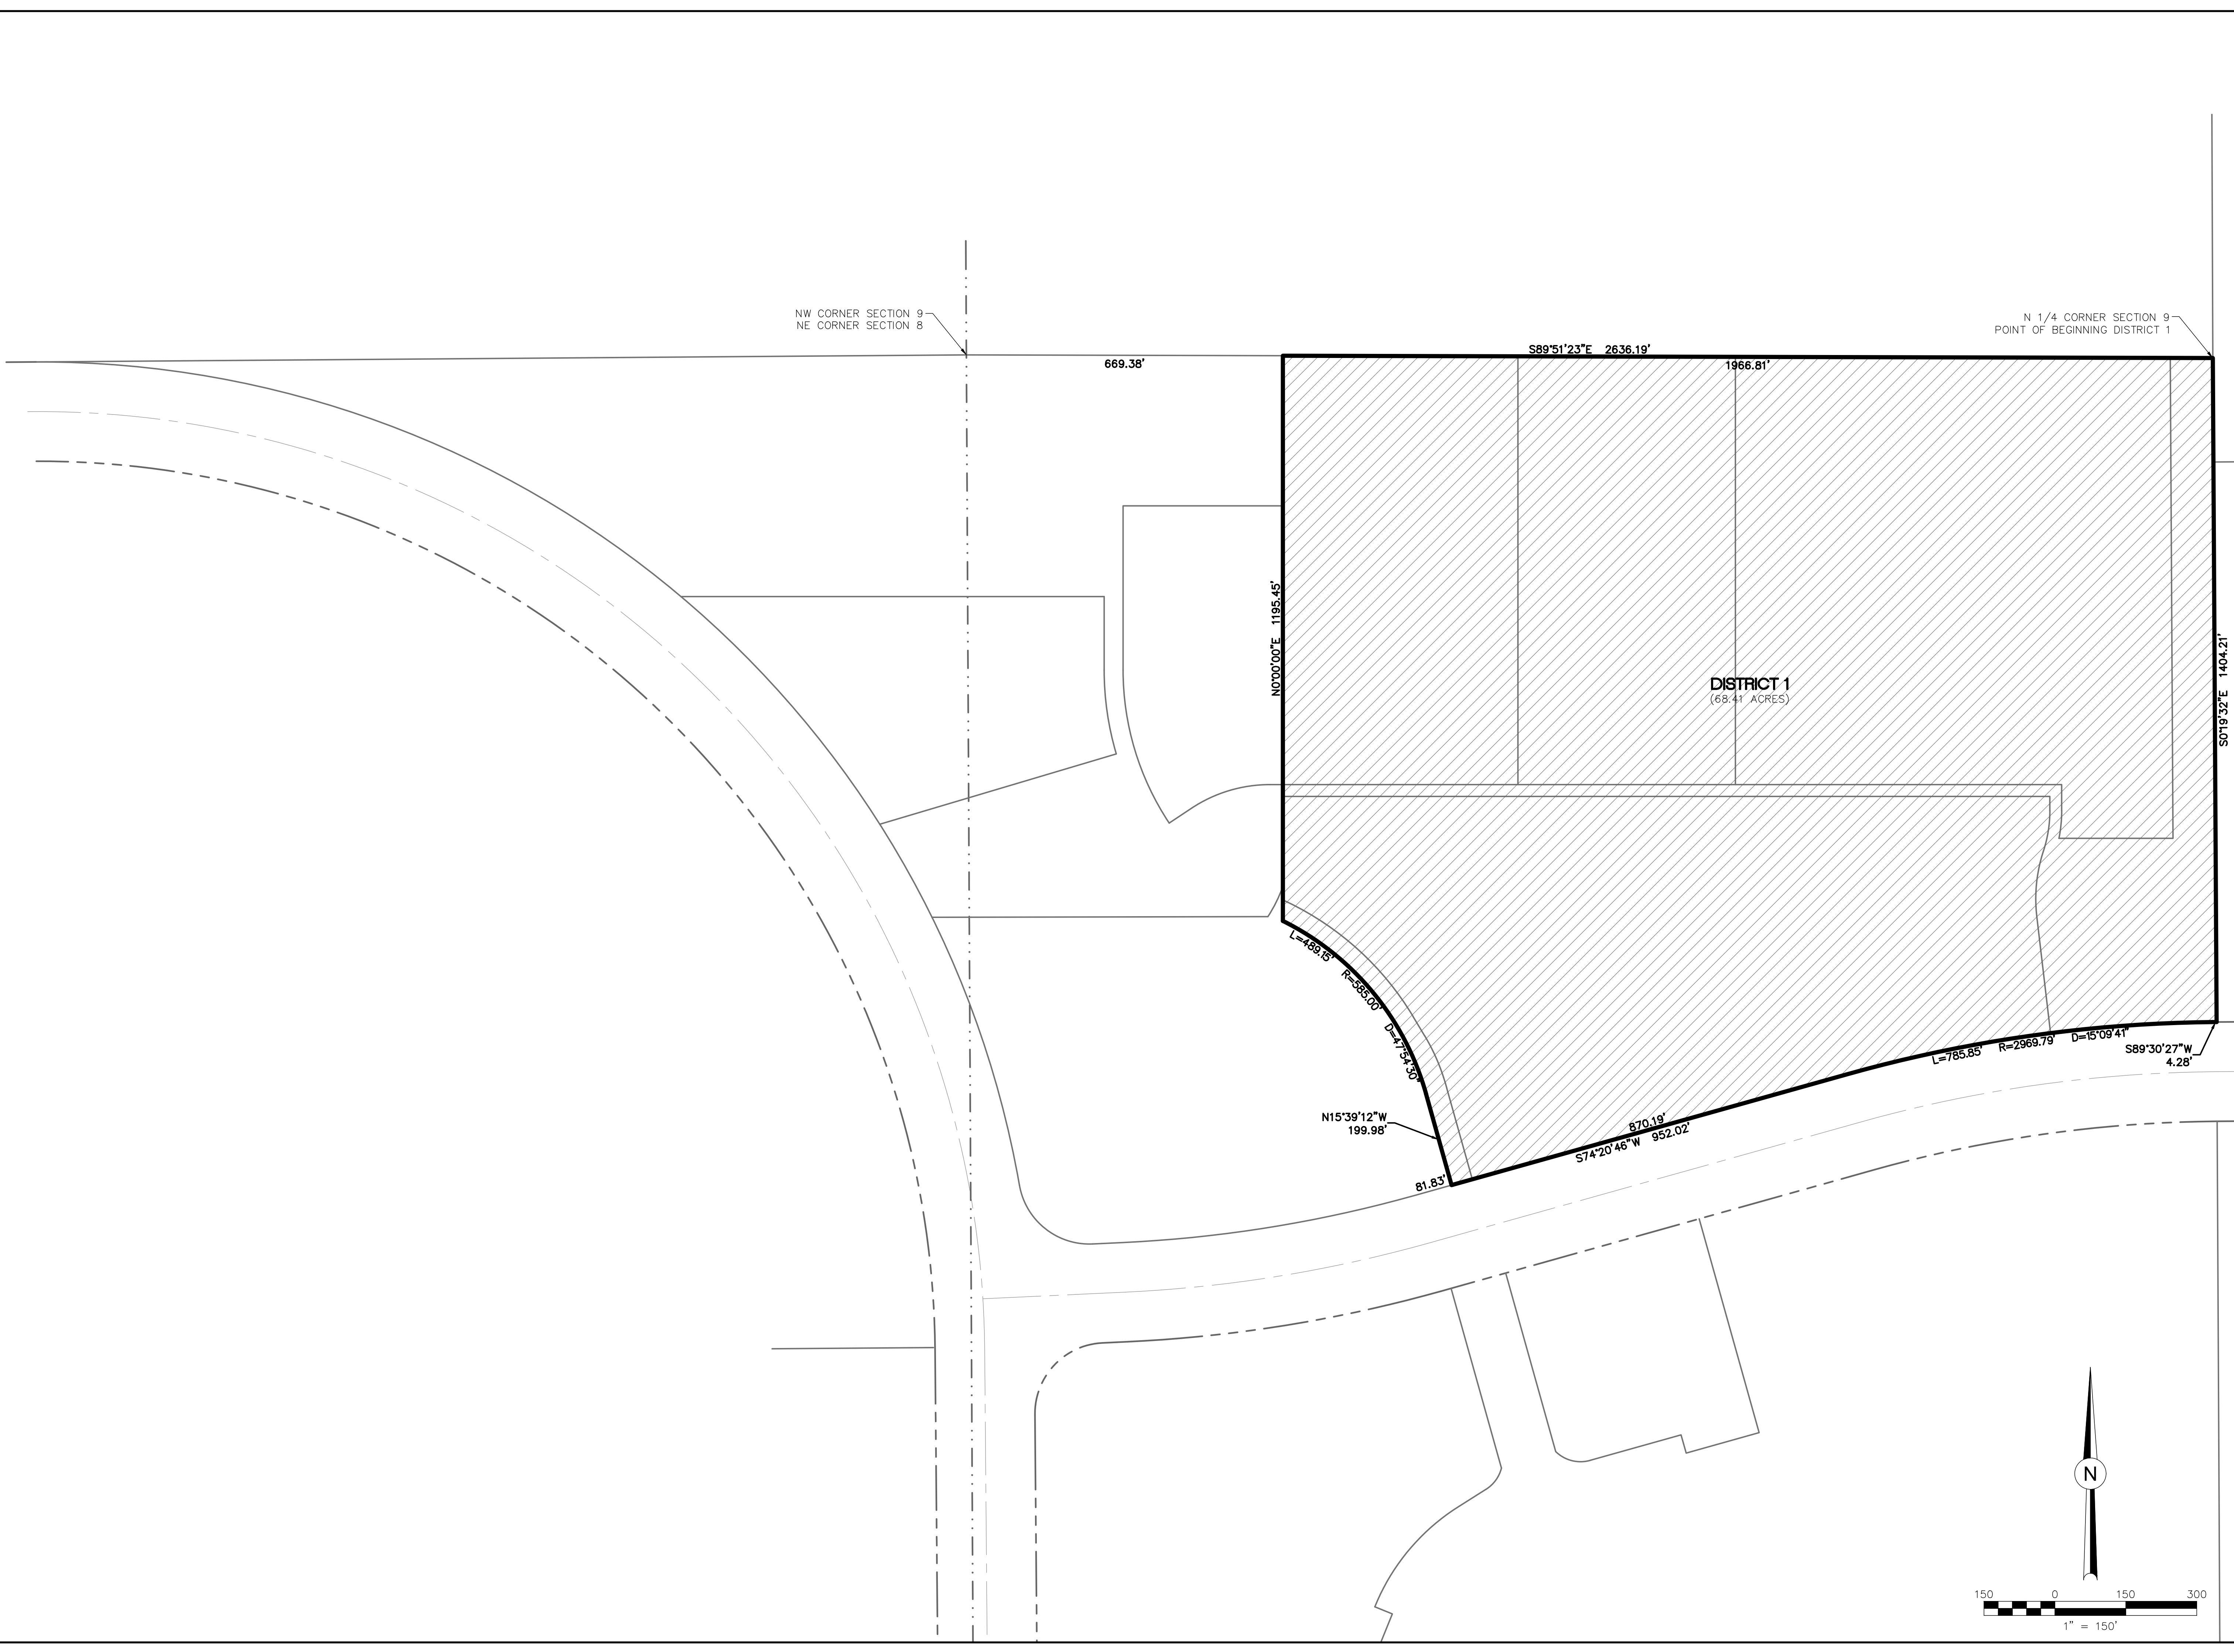 NW CORNER SECTION 9
NE CORNER SECTION 8
N 1/4 CORNER SECTION 9
POINT OF BEGINNING DISTRICT 1
S89°51'23"E 2636.19'
669.38'
1966.81'
N0°00'00"E 1195.45'
S0°19'32"E 1404.21'
DISTRICT 1
(68.41 ACRES)
L=489.15' R=585.00' D=47°54'30"
L=785.85' R=2969.79' D=15°09'41"
S89°30'27"W
4.28'
N15°39'12"W
199.98'
870.19'
S74°20'46"W 952.02'
81.83'
N
150 0 150 300
1" = 150'